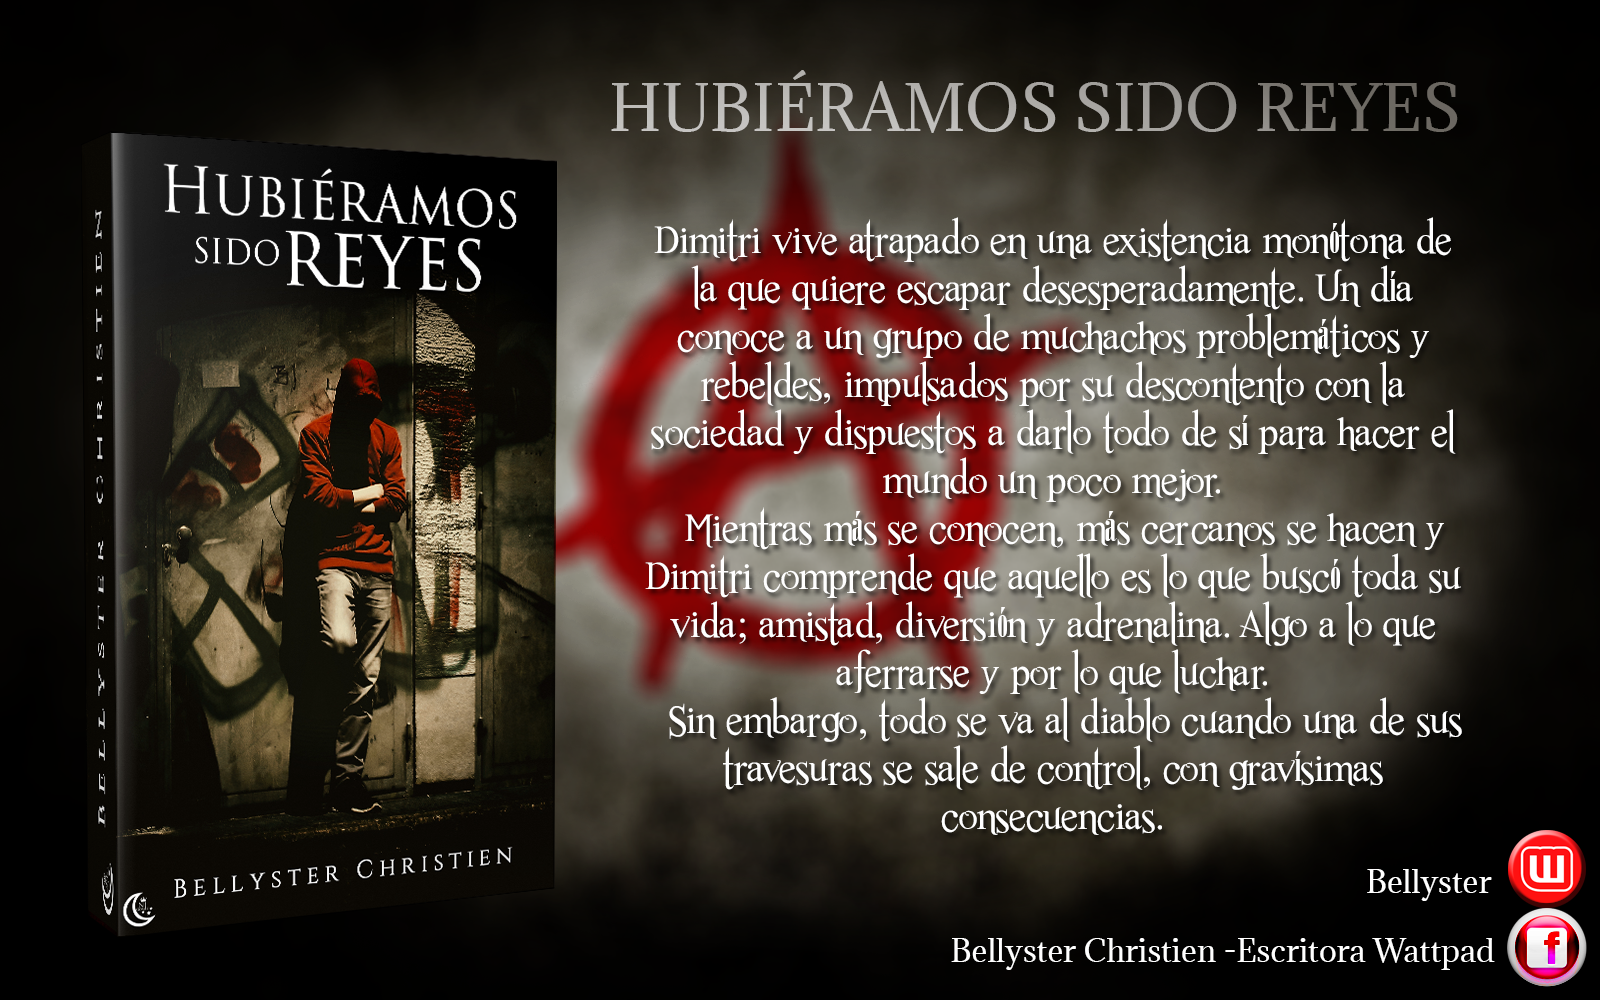 HUBIÉRAMOS SIDO REYES
HUBIÉRAMOS
SIDO REYES
BELLYSTER CHRISTIEN
BELLYSTER CHRISTIEN
Dimitri vive atrapado en una existencia monótona de
la que quiere escapar desesperadamente. Un día
conoce a un grupo de muchachos problemáticos y
rebeldes, impulsados por su descontento con la
sociedad y dispuestos a darlo todo de sí para hacer el
mundo un poco mejor.
Mientras más se conocen, más cercanos se hacen y
Dimitri comprende que aquello es lo que buscó toda su
vida; amistad, diversión y adrenalina. Algo a lo que
aferrarse y por lo que luchar.
Sin embargo, todo se va al diablo cuando una de sus
travesuras se sale de control, con gravísimas
consecuencias.
Bellyster
Bellyster Christien -Escritora Wattpad